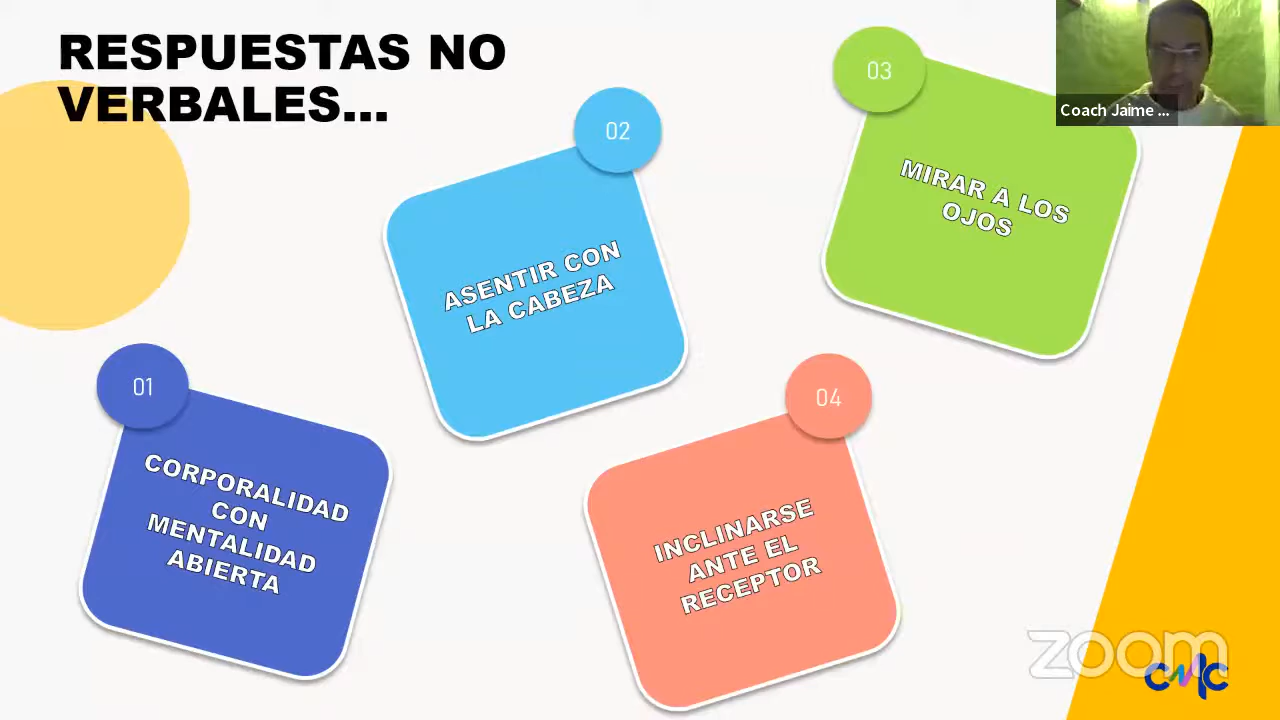 RESPUESTAS NO
VERBALES...
01
CORPORALIDAD
CON
MENTALIDAD
ABIERTA
02
ASENTIR CON
LA CABEZA
03
MIRAR A LOS
OJOS
04
INCLINARSE
ANTE EL
RECEPTOR
Coach Jaime ...
zoom
cmc